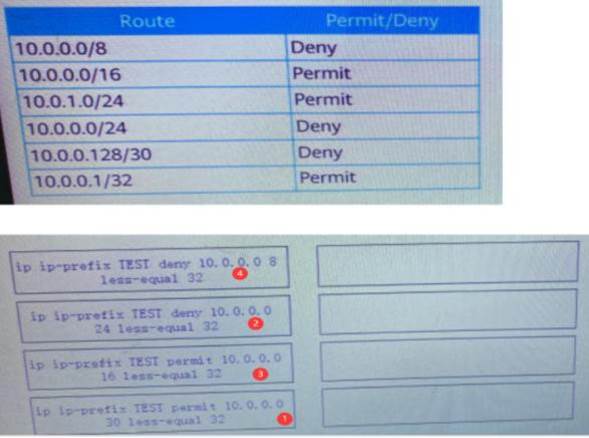 Route Permit/Deny
10.0.0.0/8 Deny
10.0.0.0/16 Permit
10.0.1.0/24 Permit
10.0.0.0/24 Deny
10.0.0.128/30 Deny
10.0.0.1/32 Permit
ip ip-prefix TEST deny 10.0.0.0 8
less-equal 32 4
ip ip-prefix TEST deny 10.0.0.0
24 less-equal 32 2
ip ip-prefix TEST permit 10.0.0.0
16 less-equal 32 3
ip ip-prefix TEST permit 10.0.0.0
30 less-equal 32 1